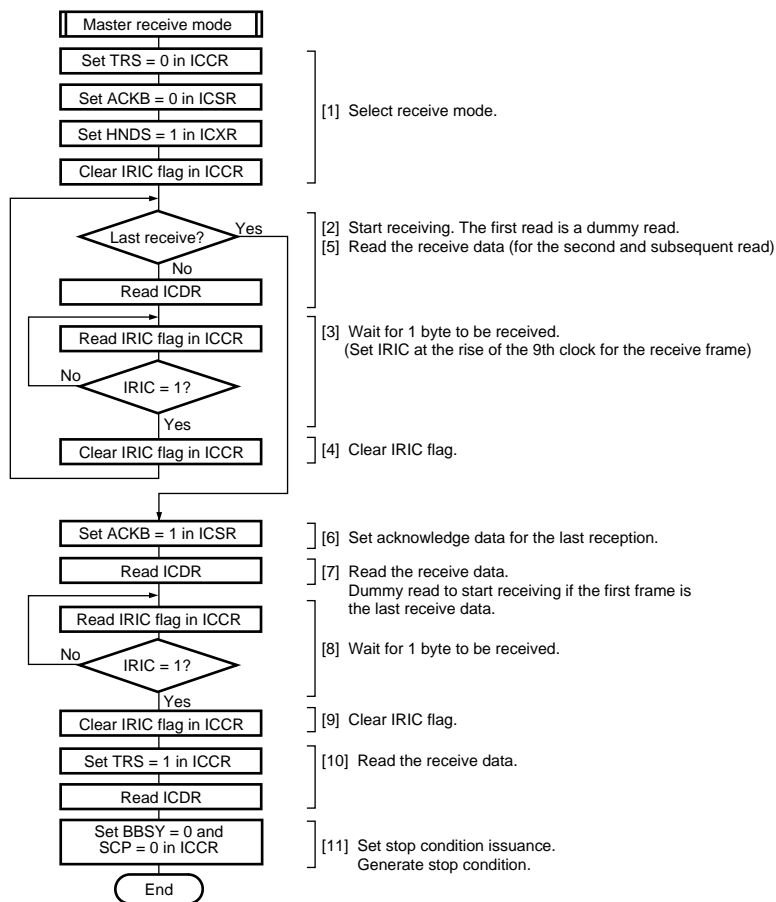 Master receive mode
Set TRS = 0 in ICCR
Set ACKB = 0 in ICSR
Set HNDS = 1 in ICXR
Clear IRIC flag in ICCR
[1] Select receive mode.
Last receive?
Yes
No
Read ICDR
[2] Start receiving. The first read is a dummy read.
[5] Read the receive data (for the second and subsequent read)
Read IRIC flag in ICCR
No
IRIC = 1?
Yes
[3] Wait for 1 byte to be received.
(Set IRIC at the rise of the 9th clock for the receive frame)
Clear IRIC flag in ICCR
[4] Clear IRIC flag.
Set ACKB = 1 in ICSR
[6] Set acknowledge data for the last reception.
Read ICDR
[7] Read the receive data.
Dummy read to start receiving if the first frame is
the last receive data.
Read IRIC flag in ICCR
No
IRIC = 1?
Yes
[8] Wait for 1 byte to be received.
Clear IRIC flag in ICCR
[9] Clear IRIC flag.
Set TRS = 1 in ICCR
Read ICDR
[10] Read the receive data.
Set BBSY = 0 and
SCP = 0 in ICCR
[11] Set stop condition issuance.
Generate stop condition.
End